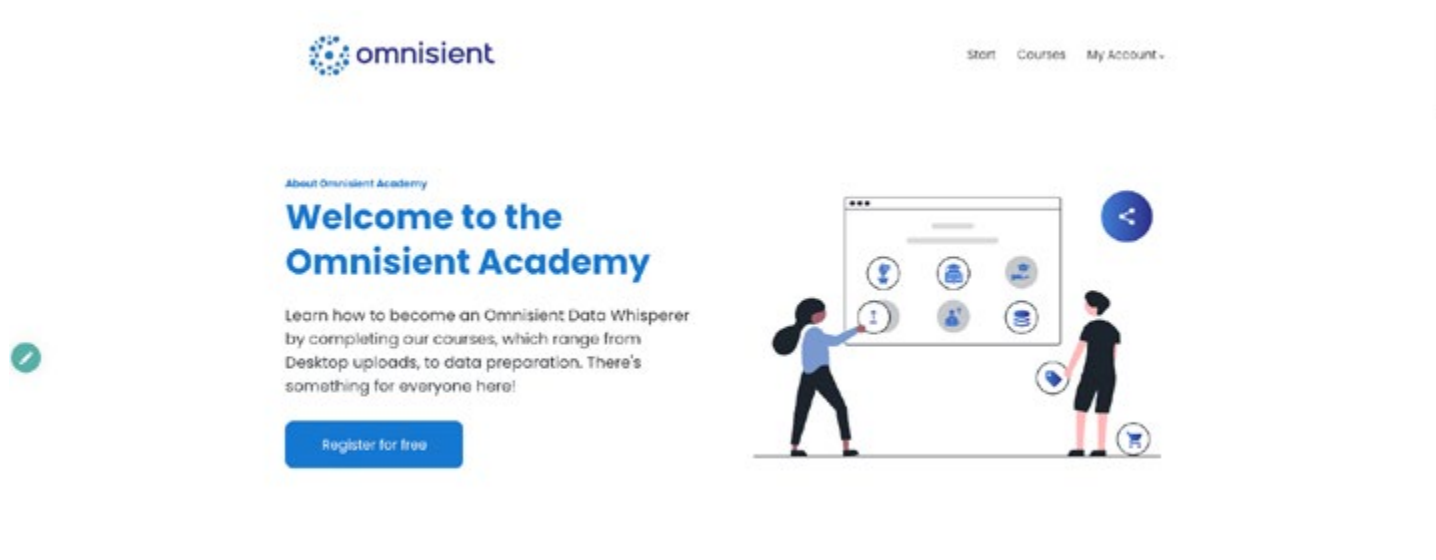 omnisient
Start Courses My Account
About Omnisient Academy
Welcome to the
Omnisient Academy
Learn how to become an Omnisient Data Whisperer
by completing our courses, which range from
Desktop uploads, to data preparation. There's
something for everyone here!
Register for free